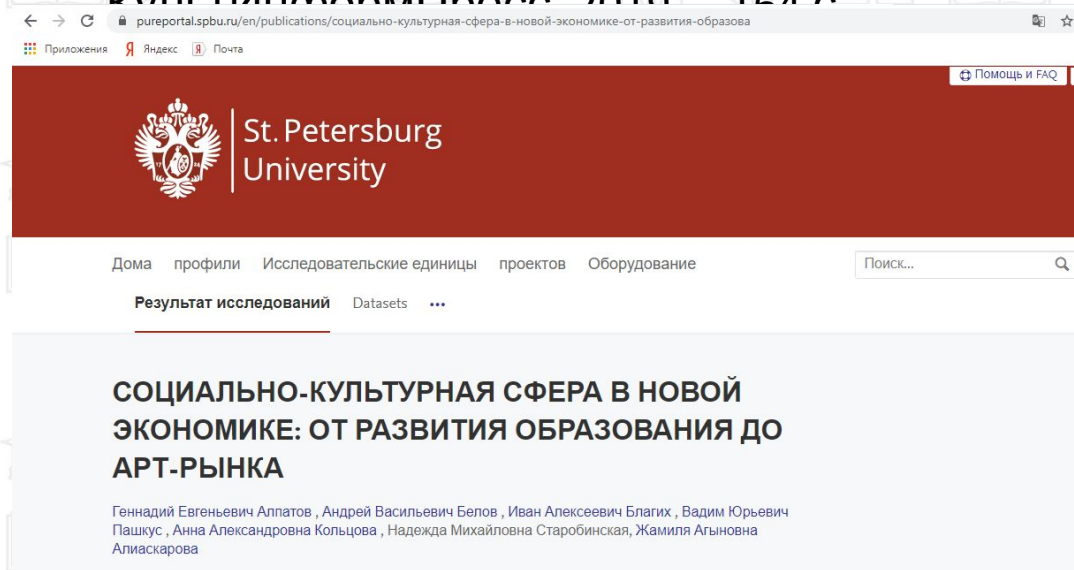 pureportal.spbu.ru/en/publications/социально-культурная-сфера-в-новой-экономике-от-развития-образова
Приложения Яндекс Почта
Помощь и FAQ
St. Petersburg
University
Дома профили Исследовательские единицы проектов Оборудование Поиск...
Результат исследований Datasets •••
СОЦИАЛЬНО-КУЛЬТУРНАЯ СФЕРА В НОВОЙ
ЭКОНОМИКЕ: ОТ РАЗВИТИЯ ОБРАЗОВАНИЯ ДО
АРТ-РЫНКА
Геннадий Евгеньевич Алпатов , Андрей Васильевич Белов , Иван Алексеевич Благих , Вадим Юрьевич
Пашкус , Анна Александровна Кольцова , Надежда Михайловна Старобинская, Жамиля Агыновна
Алиаскарова